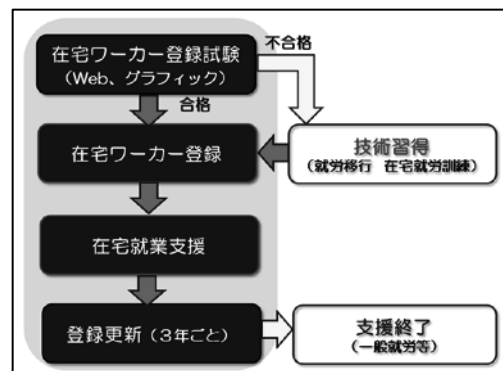 在宅ワーカー登録試験
(Web、グラフィック)
不合格
合格
在宅ワーカー登録
技術習得
(就労移行 在宅就労訓練)
在宅就業支援
登録更新(3年ごと)
支援終了
(一般就労等)